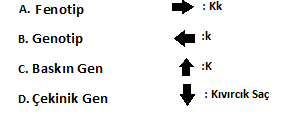 A. Fenotip : Kk
B. Genotip :k
C. Baskın Gen :K
D. Çekinik Gen : Kıvırcık Saç